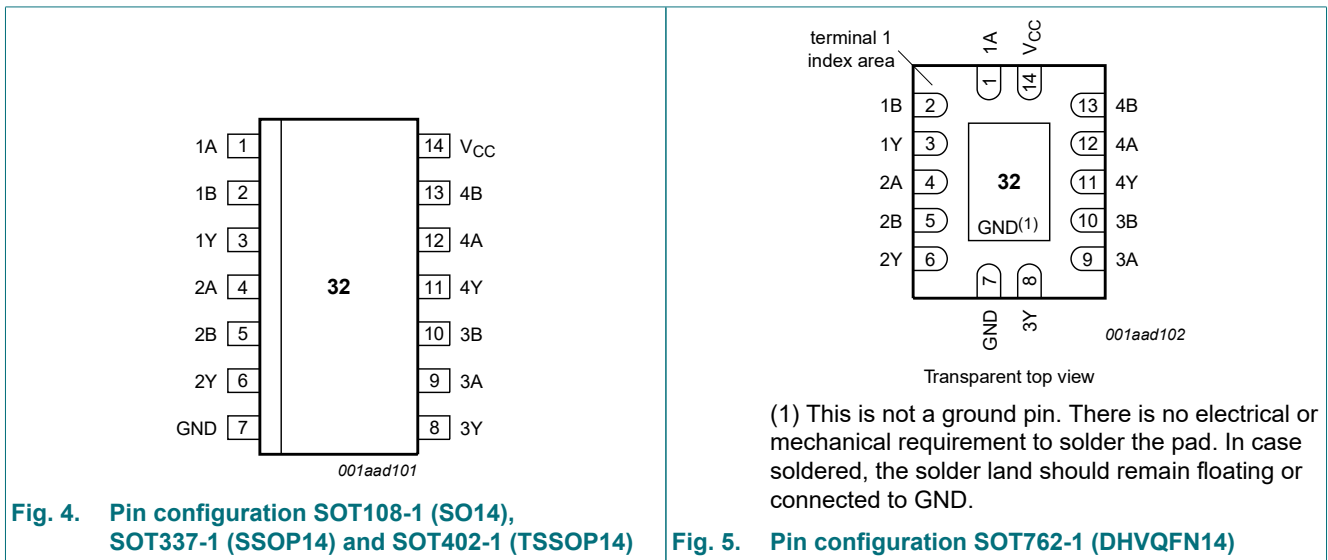 1A 1 14 VCC
1B 2 13 4B
1Y 3 12 4A
2A 4 32 11 4Y
2B 5 10 3B
2Y 6 9 3A
GND 7 8 3Y
001aad101
Fig. 4. Pin configuration SOT108-1 (SO14),
SOT337-1 (SSOP14) and SOT402-1 (TSSOP14)
terminal 1
index area
1A VCC
1 14
1B 2 13 4B
1Y 3 12 4A
2A 4 32 11 4Y
2B 5 GND(1) 10 3B
2Y 6 9 3A
7 8
GND 3Y
001aad102
Transparent top view
(1) This is not a ground pin. There is no electrical or
mechanical requirement to solder the pad. In case
soldered, the solder land should remain floating or
connected to GND.
Fig. 5. Pin configuration SOT762-1 (DHVQFN14)